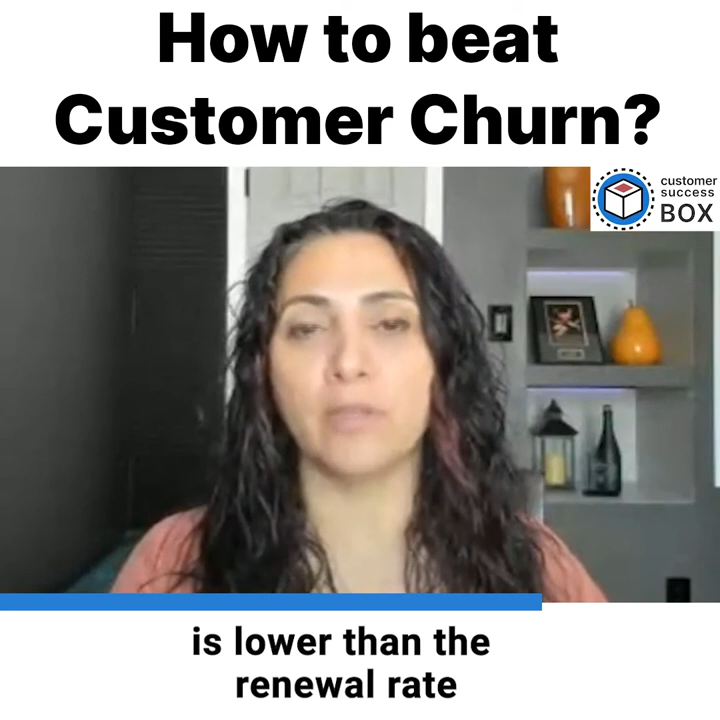 How to beat
Customer Churn?
customer
success
BOX
is lower than the
renewal rate